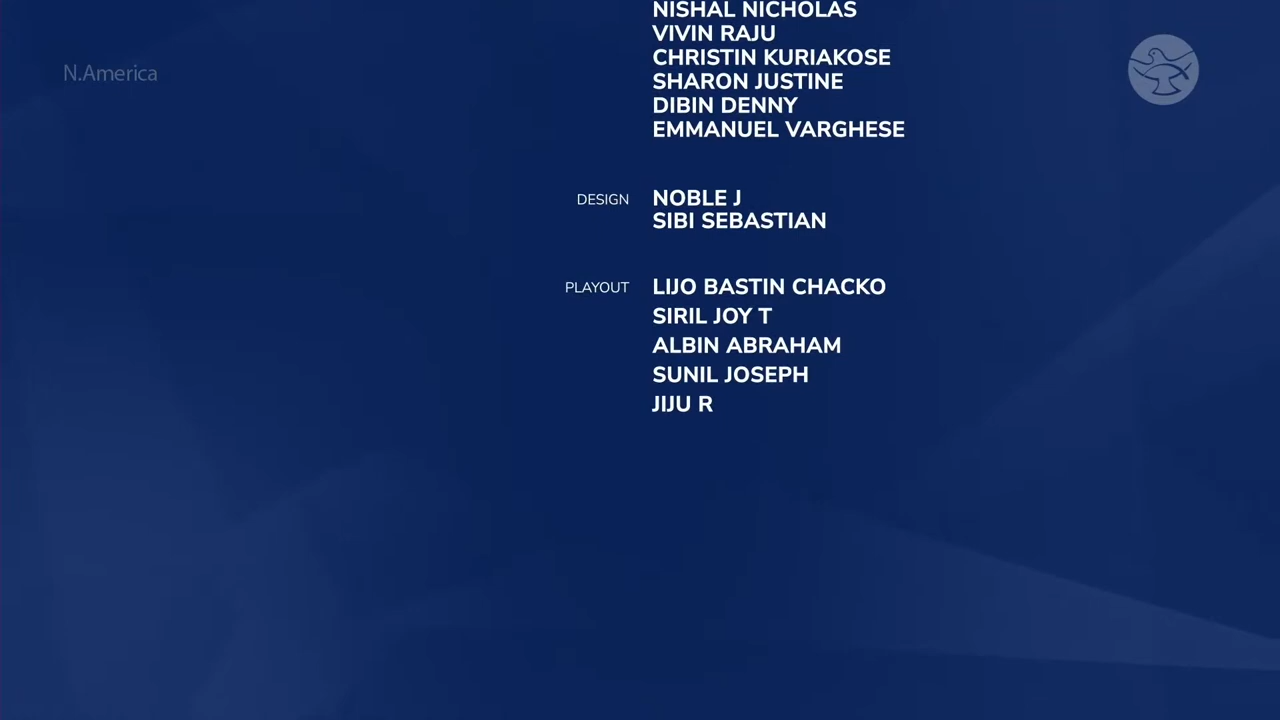 NISHAL NICHOLAS
N.America
VIVIN RAJU
CHRISTIN KURIAKOSE
SHARON JUSTINE
DIBIN DENNY
EMMANUEL VARGHESE
DESIGN NOBLE J
SIBI SEBASTIAN
PLAYOUT LIJO BASTIN CHACKO
SIRIL JOY T
ALBIN ABRAHAM
SUNIL JOSEPH
JIJU R